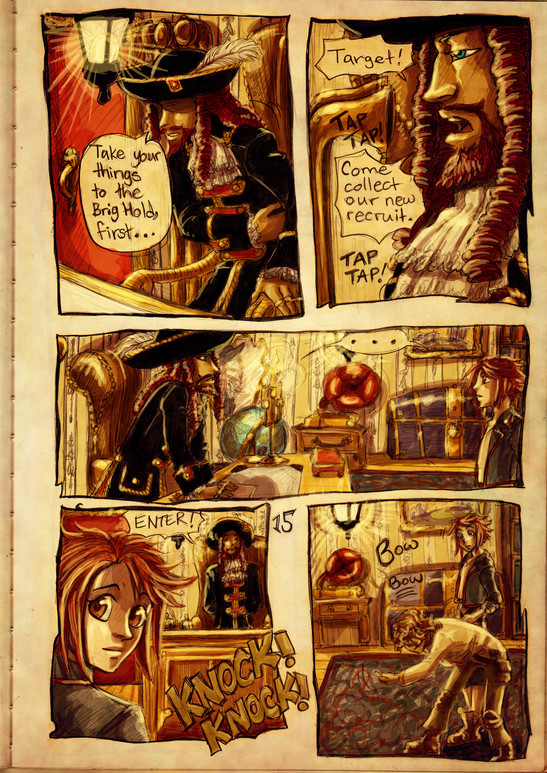 Take your
things
to the
Brig Hold,
first...
Target!
TAP
TAP!
Come
collect
our new
recruit.
TAP
TAP!
...
ENTER!
15
KNOCK!
KNOCK!
Bow
Bow